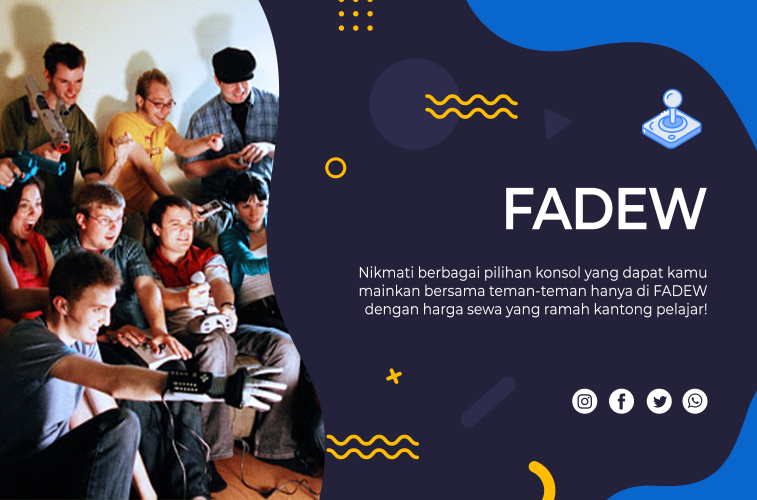 FADEW
Nikmati berbagai pilihan konsol yang dapat kamu
mainkan bersama teman-teman hanya di FADEW
dengan harga sewa yang ramah kantong pelajar!